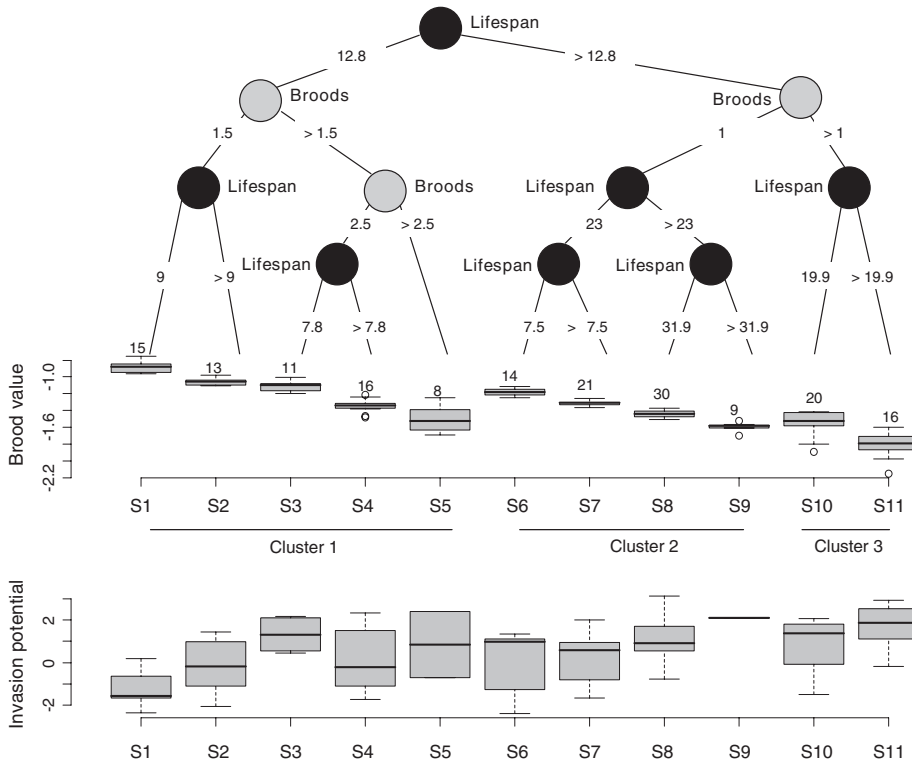 Lifespan
12.8 > 12.8
Broods Broods
1.5 > 1.5 1 > 1
Lifespan Broods Lifespan Lifespan
2.5 > 2.5 23 > 23
Lifespan Lifespan Lifespan
9 > 9 19.9 > 19.9
7.8 > 7.8 7.5 > 7.5 31.9 > 31.9
15 13 11 16 8 14 21 30 9 20 16
Brood value
-1.0
-1.6
-2.2
S1 S2 S3 S4 S5 S6 S7 S8 S9 S10 S11
Cluster 1 Cluster 2 Cluster 3
Invasion potential
2
0
2
S1 S2 S3 S4 S5 S6 S7 S8 S9 S10 S11